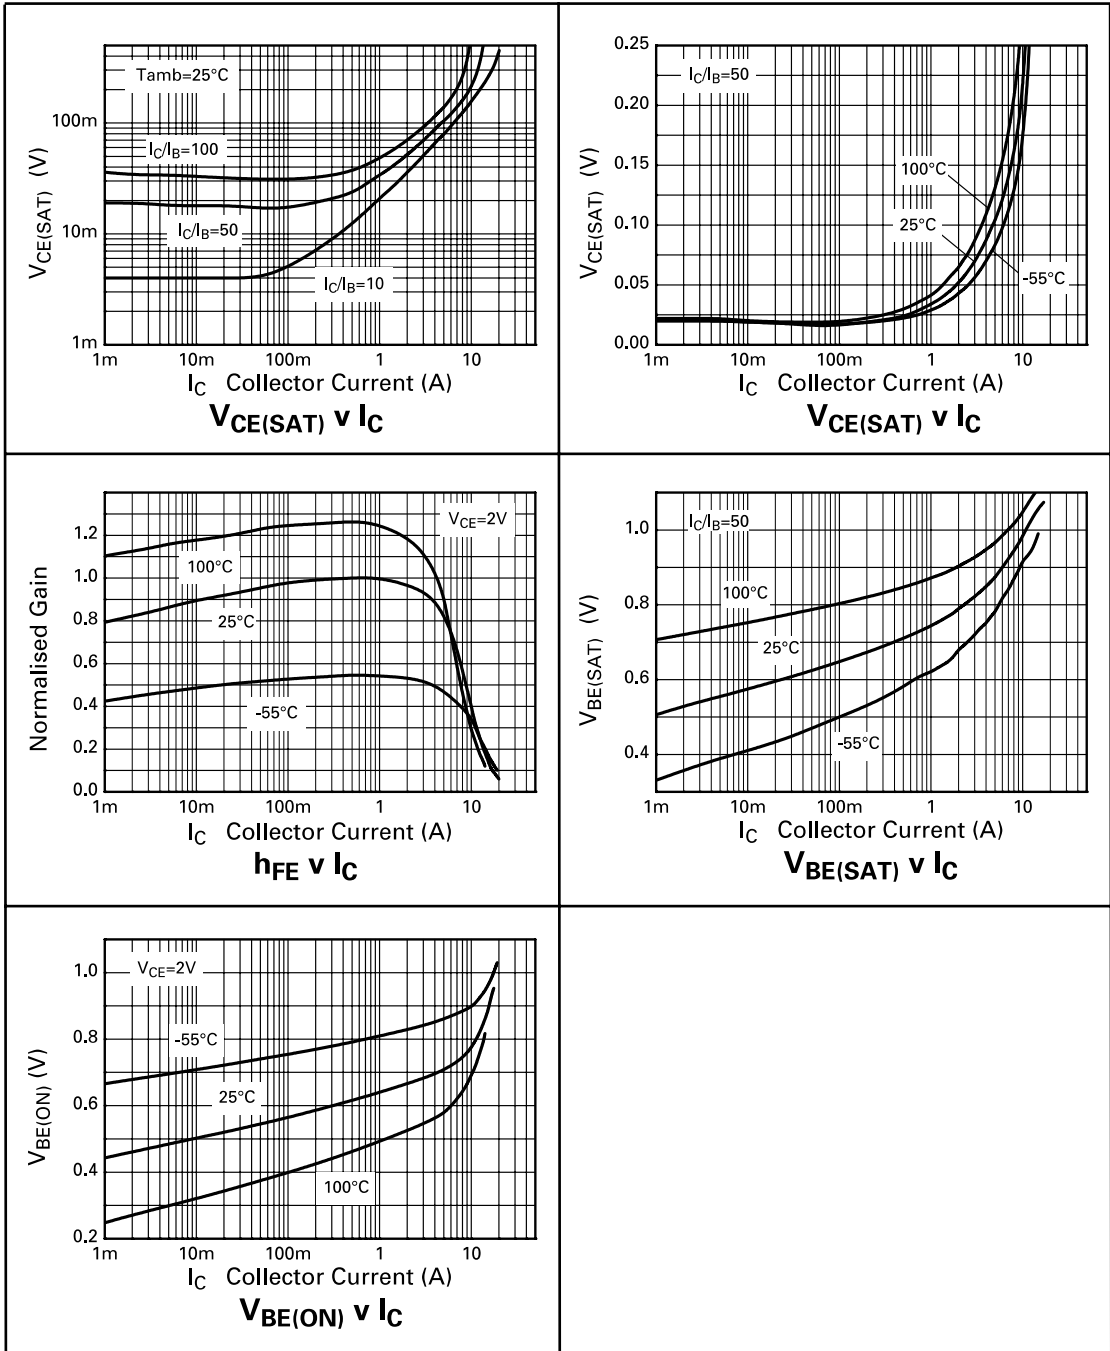 Tamb=25°C
IC/IB=100
IC/IB=50
IC/IB=10
100m
10m
1m
VCE(SAT) (V)
1m 10m 100m 1 10
IC Collector Current (A)
VCE(SAT) v IC
IC/IB=50
100°C
25°C
-55°C
0.25
0.20
0.15
0.10
0.05
0.00
VCE(SAT) (V)
1m 10m 100m 1 10
IC Collector Current (A)
VCE(SAT) v IC
VCE=2V
100°C
25°C
-55°C
1.2
1.0
0.8
0.6
0.4
0.2
0.0
Normalised Gain
1m 10m 100m 1 10
IC Collector Current (A)
hFE v IC
IC/IB=50
100°C
25°C
-55°C
1.0
0.8
0.6
0.4
VBE(SAT) (V)
1m 10m 100m 1 10
IC Collector Current (A)
VBE(SAT) v IC
VCE=2V
-55°C
25°C
100°C
1.0
0.8
0.6
0.4
0.2
VBE(ON) (V)
1m 10m 100m 1 10
IC Collector Current (A)
VBE(ON) v IC